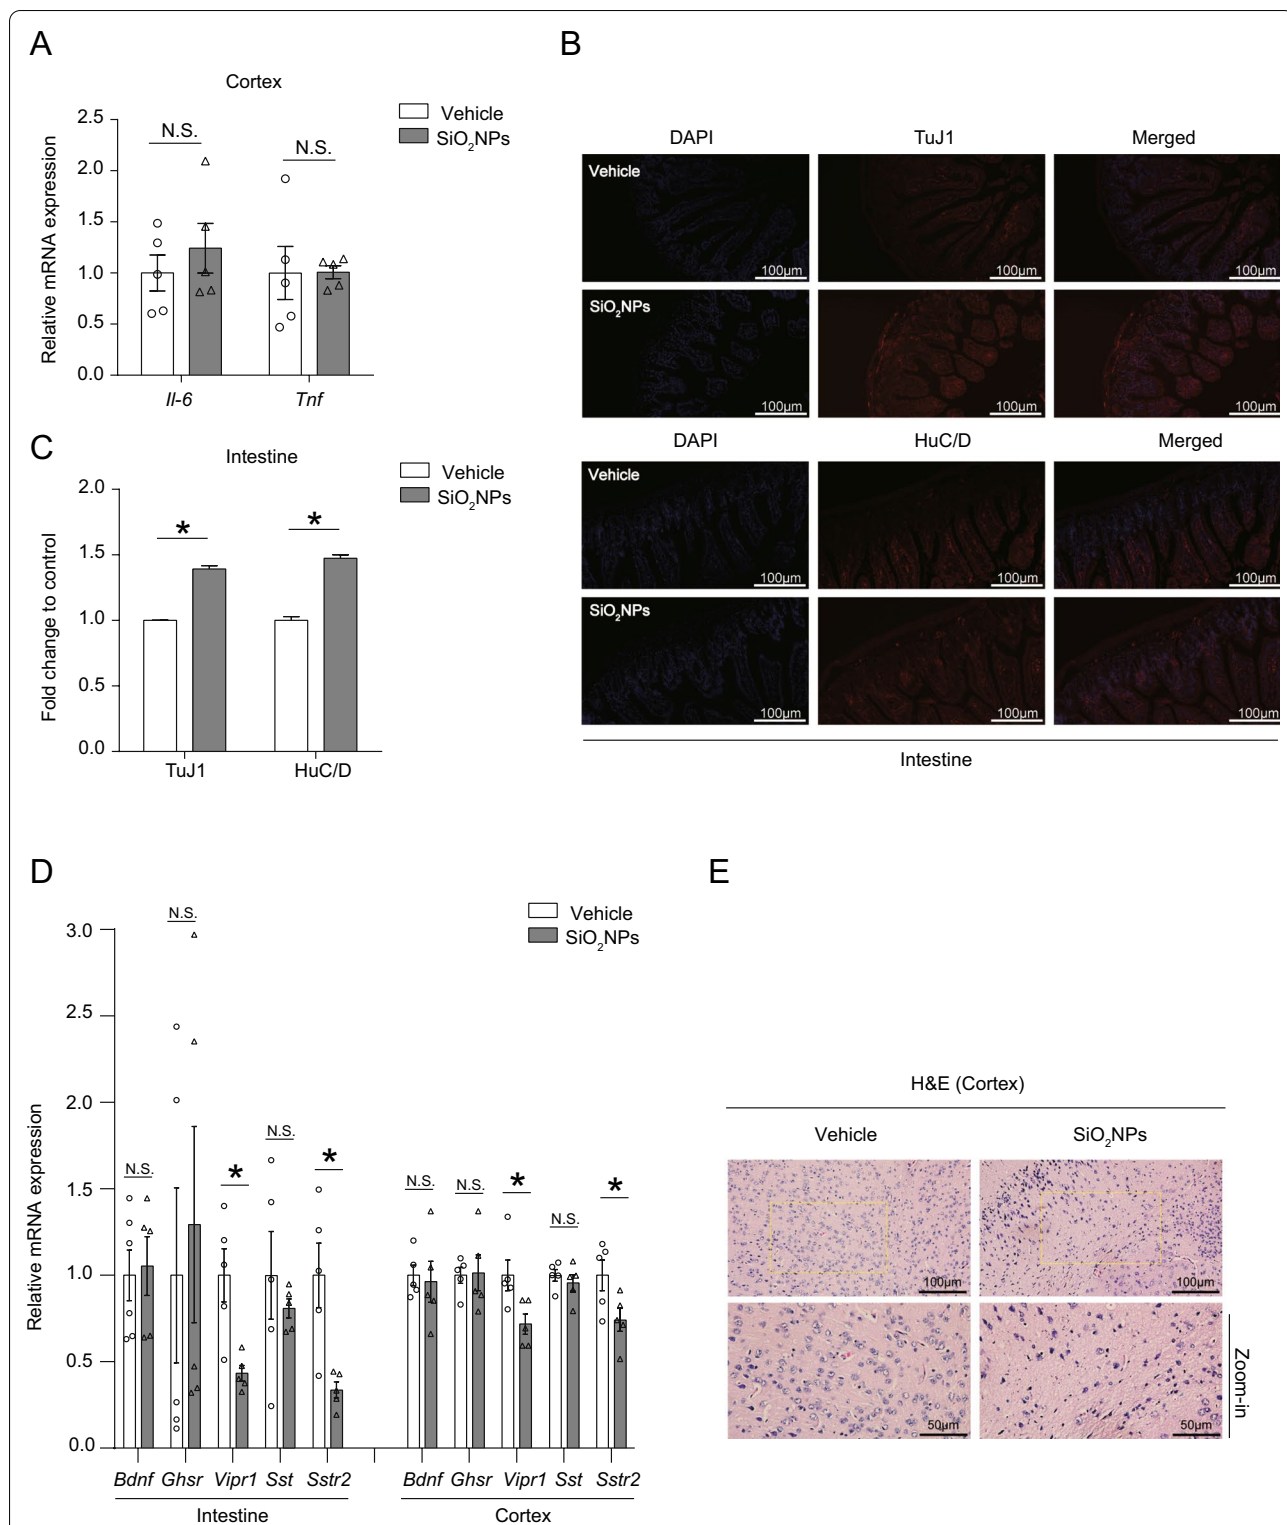 A
Cortex
Vehicle
SiO2NPs
Relative mRNA expression
2.5
2.0
1.5
1.0
0.5
0.0
N.S.
N.S.
Il-6
Tnf
B
DAPI
TuJ1
Merged
Vehicle
100μm
100μm
100μm
SiO2NPs
100μm
100μm
100μm
DAPI
HuC/D
Merged
Vehicle
100μm
100μm
100μm
SiO2NPs
100μm
100μm
100μm
Intestine
C
Intestine
Vehicle
SiO2NPs
Fold change to control
2.0
1.5
1.0
0.5
0.0
*
*
TuJ1
HuC/D
D
Vehicle
SiO2NPs
Relative mRNA expression
3.0
2.5
2.0
1.5
1.0
0.5
0.0
N.S.
N.S.
*
N.S.
*
N.S.
N.S.
*
N.S.
*
Bdnf Ghsr Vipr1 Sst Sstr2
Bdnf Ghsr Vipr1 Sst Sstr2
Intestine
Cortex
E
H&E (Cortex)
Vehicle
SiO2NPs
100μm
100μm
50μm
50μm
Zoom-in